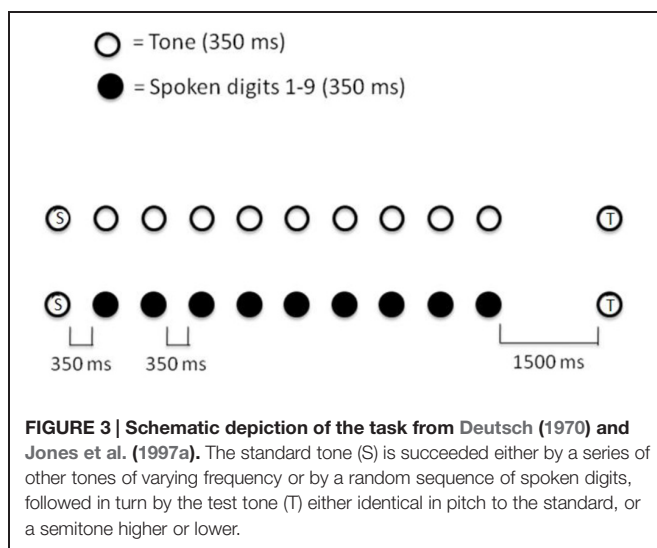 = Tone (350 ms)
= Spoken digits 1-9 (350 ms)
S T
S T
350 ms 350 ms 1500 ms
FIGURE 3 | Schematic depiction of the task from Deutsch (1970) and
Jones et al. (1997a). The standard tone (S) is succeeded either by a series of
other tones of varying frequency or by a random sequence of spoken digits,
followed in turn by the test tone (T) either identical in pitch to the standard, or
a semitone higher or lower.